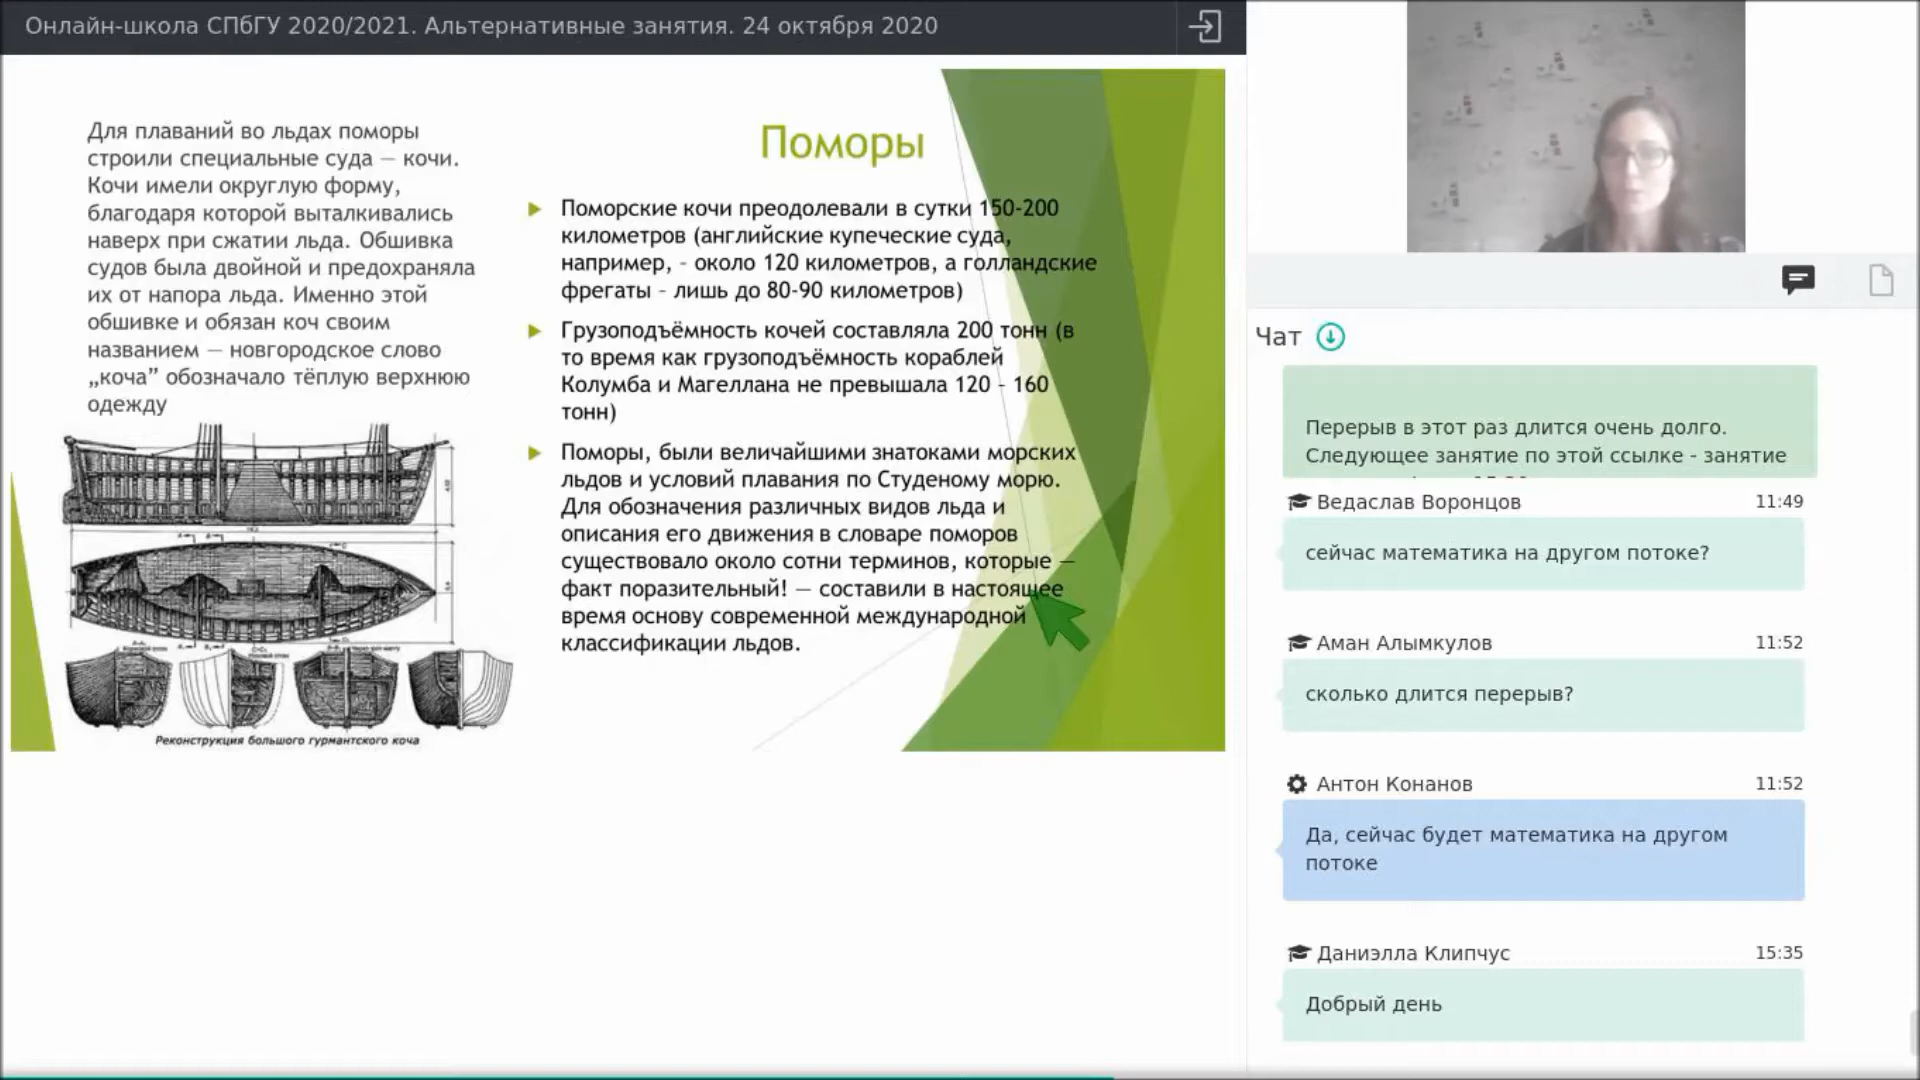 Онлайн-школа СПбГУ 2020/2021. Альтернативные занятия. 24 октября 2020
Для плаваний во льдах поморы
строили специальные суда — кочи.
Кочи имели округлую форму,
благодаря которой выталкивались
наверх при сжатии льда. Обшивка
судов была двойной и предохраняла
их от напора льда. Именно этой
обшивке и обязан коч своим
названием — новгородское слово
„коча” обозначало тёплую верхнюю
одежду
Реконструкция большого гурмантского коча
Поморы
Поморские кочи преодолевали в сутки 150-200
километров (английские купеческие суда,
например, - около 120 километров, а голландские
фрегаты - лишь до 80-90 километров)
Грузоподъёмность кочей составляла 200 тонн (в
то время как грузоподъёмность кораблей
Колумба и Магеллана не превышала 120 - 160
тонн)
Поморы, были величайшими знатоками морских
льдов и условий плавания по Студеному морю.
Для обозначения различных видов льда и
описания его движения в словаре поморов
существовало около сотни терминов, которые —
факт поразительный! — составили в настоящее
время основу современной международной
классификации льдов.
Чат
Перерыв в этот раз длится очень долго.
Следующее занятие по этой ссылке - занятие
Ведаслав Воронцов 11:49
сейчас математика на другом потоке?
Аман Алымкулов 11:52
сколько длится перерыв?
Антон Конанов 11:52
Да, сейчас будет математика на другом
потоке
Даниэлла Клипчус 15:35
Добрый день